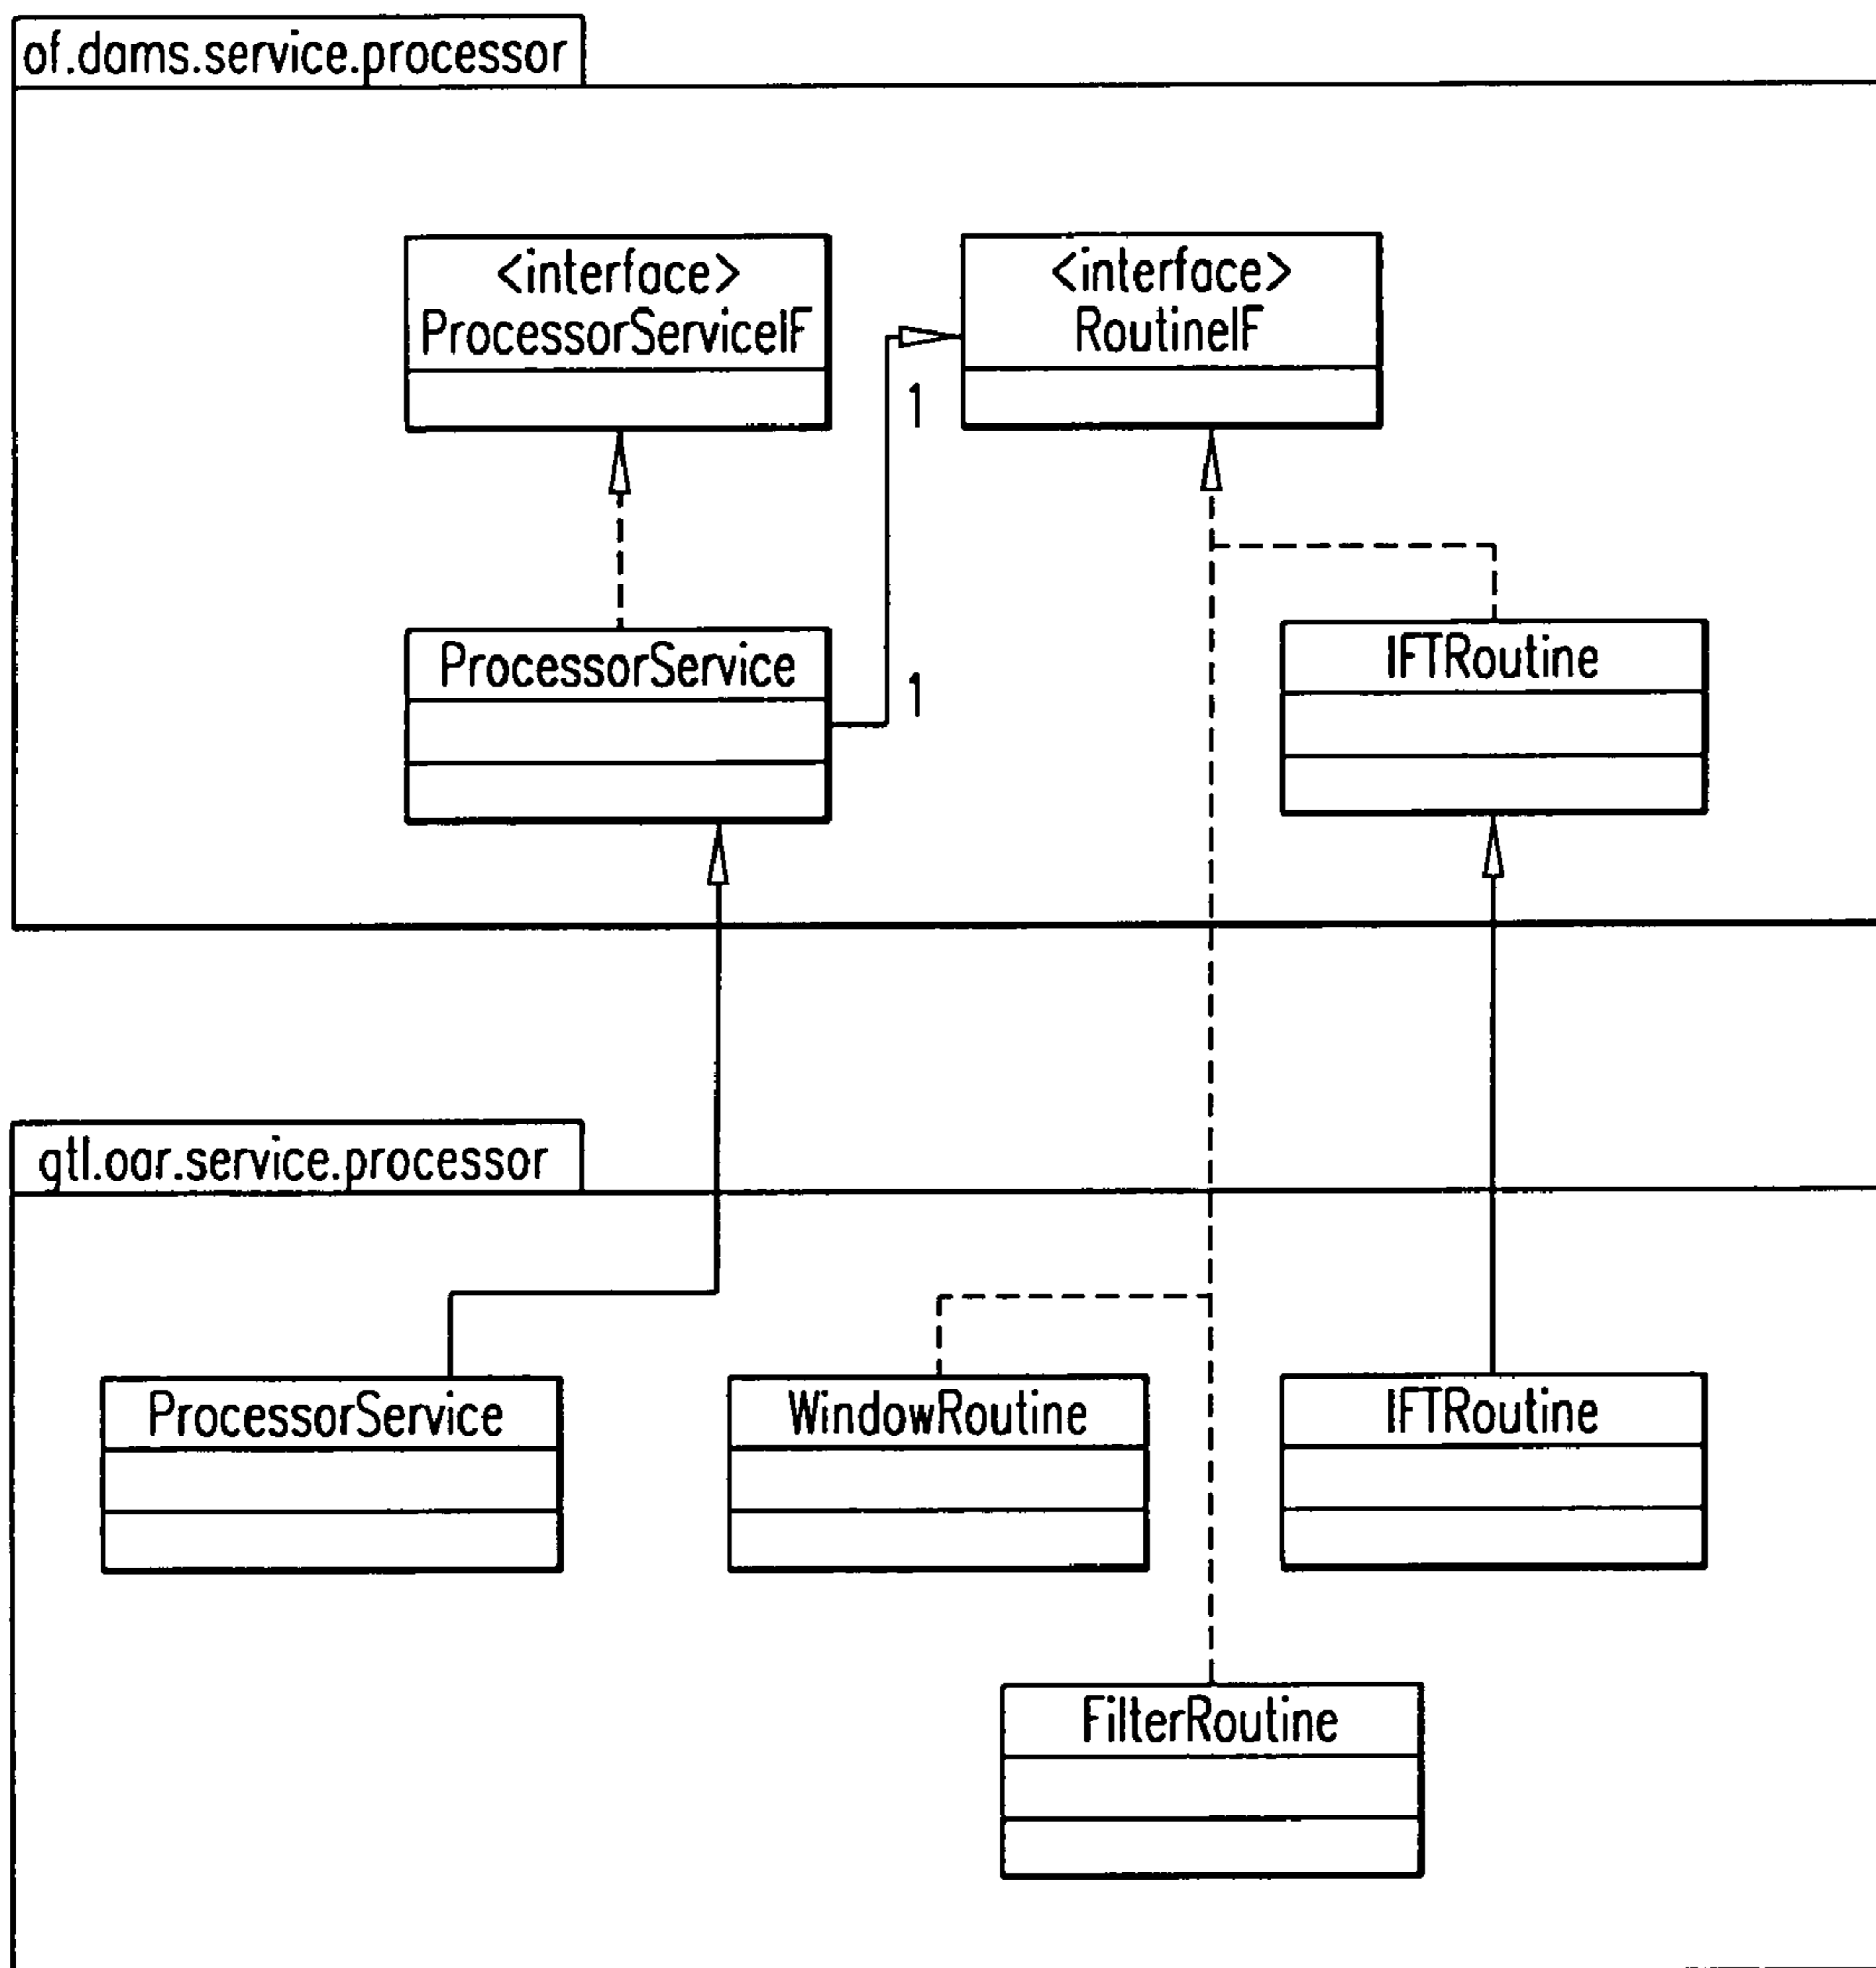 of.dams.service.processor
<interface>
ProcessorServiceIF
<interface>
RoutineIF
1
1
ProcessorService
IFTRoutine
gtl.oar.service.processor
ProcessorService
WindowRoutine
IFTRoutine
FilterRoutine